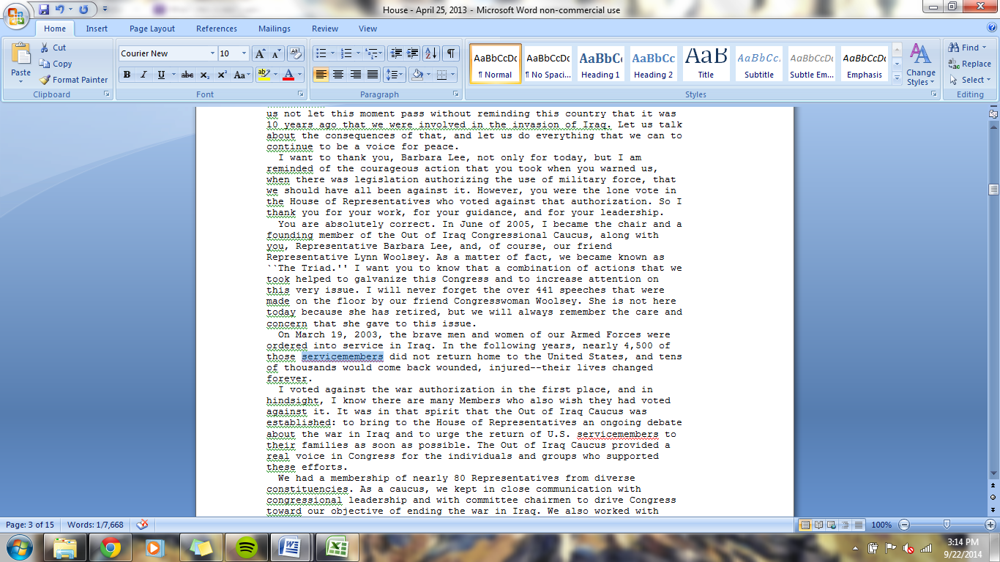 House - April 25, 2013 - Microsoft Word non-commercial use
Home Insert Page Layout References Mailings Review View
Paste
Cut
Copy
Format Painter
Clipboard
Courier New 10
Font
Paragraph
AaBbCcDc AaBbCcDc AaBbC AaBbCc AaB AaBbCc. AaBbCcDc AaBbCcDc
¶ Normal ¶ No Spaci... Heading 1 Heading 2 Title Subtitle Subtle Em... Emphasis
Change Styles
Styles
Find
Replace
Select
Editing
us not let this moment pass without reminding this country that it was
10 years ago that we were involved in the invasion of Iraq. Let us talk
about the consequences of that, and let us do everything that we can to
continue to be a voice for peace.
I want to thank you, Barbara Lee, not only for today, but I am
reminded of the courageous action that you took when you warned us,
when there was legislation authorizing the use of military force, that
we should have all been against it. However, you were the lone vote in
the House of Representatives who voted against that authorization. So I
thank you for your work, for your guidance, and for your leadership.
You are absolutely correct. In June of 2005, I became the chair and a
founding member of the Out of Iraq Congressional Caucus, along with
you, Representative Barbara Lee, and, of course, our friend
Representative Lynn Woolsey. As a matter of fact, we became known as
``The Triad.'' I want you to know that a combination of actions that we
took helped to galvanize this Congress and to increase attention on
this very issue. I will never forget the over 441 speeches that were
made on the floor by our friend Congresswoman Woolsey. She is not here
today because she has retired, but we will always remember the care and
concern that she gave to this issue.
On March 19, 2003, the brave men and women of our Armed Forces were
ordered into service in Iraq. In the following years, nearly 4,500 of
those servicemembers did not return home to the United States, and tens
of thousands would come back wounded, injured--their lives changed
forever.
I voted against the war authorization in the first place, and in
hindsight, I know there are many Members who also wish they had voted
against it. It was in that spirit that the Out of Iraq Caucus was
established: to bring to the House of Representatives an ongoing debate
about the war in Iraq and to urge the return of U.S. servicemembers to
their families as soon as possible. The Out of Iraq Caucus provided a
real voice in Congress for the individuals and groups who supported
these efforts.
We had a membership of nearly 80 Representatives from diverse
constituencies. As a caucus, we kept in close communication with
congressional leadership and with committee chairmen to drive Congress
toward our objective of ending the war in Iraq. We also worked with
Page: 3 of 15 Words: 1/7,668 100%
3:14 PM
9/22/2014